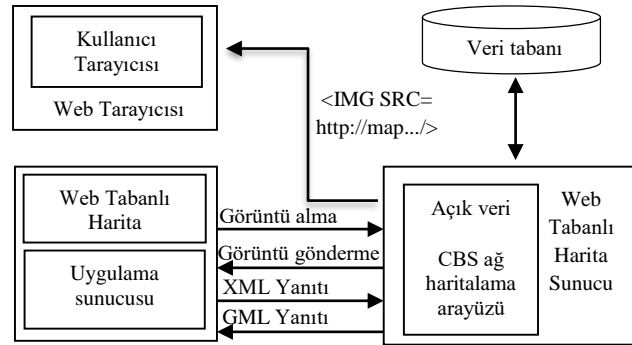 Kullanıcı
Tarayıcısı
Web Tarayıcısı
Veri tabanı
<IMG SRC=
http://map.../>
Web Tabanlı
Harita
Uygulama
sunucusu
Görüntü alma
Görüntü gönderme
XML Yanıtı
GML Yanıtı
Açık veri
CBS ağ
haritalama
arayüzü
Web
Tabanlı
Harita
Sunucu